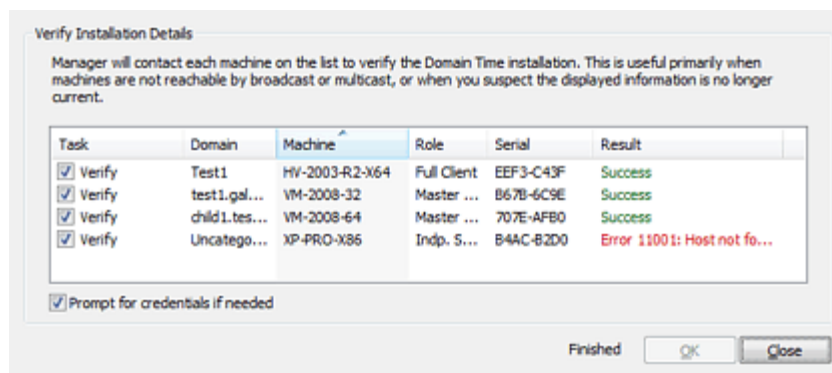 Verify Installation Details
Manager will contact each machine on the list to verify the Domain Time installation. This is useful primarily when
machines are not reachable by broadcast or multicast, or when you suspect the displayed information is no longer
current.
Task Domain Machine Role Serial Result
Verify Test1 HV-2003-R2-X64 Full Client EEF3-C43F Success
Verify test1.gal... VM-2008-32 Master ... B67B-6C9E Success
Verify child1.tes... VM-2008-64 Master ... 707E-AFB0 Success
Verify Uncatego... XP-PRO-X86 Indp. S... B4AC-B2D0 Error 11001: Host not fo...
Prompt for credentials if needed
Finished OK Close